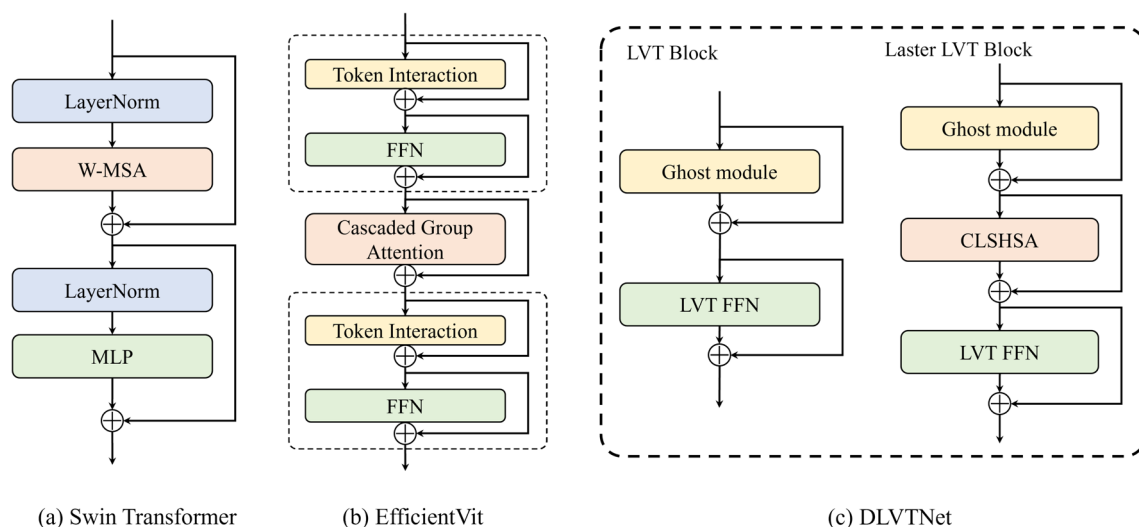 LayerNorm
W-MSA
LayerNorm
MLP
(a) Swin Transformer
Token Interaction
FFN
Cascaded Group
Attention
Token Interaction
FFN
(b) EfficientVit
LVT Block
Ghost module
LVT FFN
Laster LVT Block
Ghost module
CLSHSA
LVT FFN
(c) DLVTNet